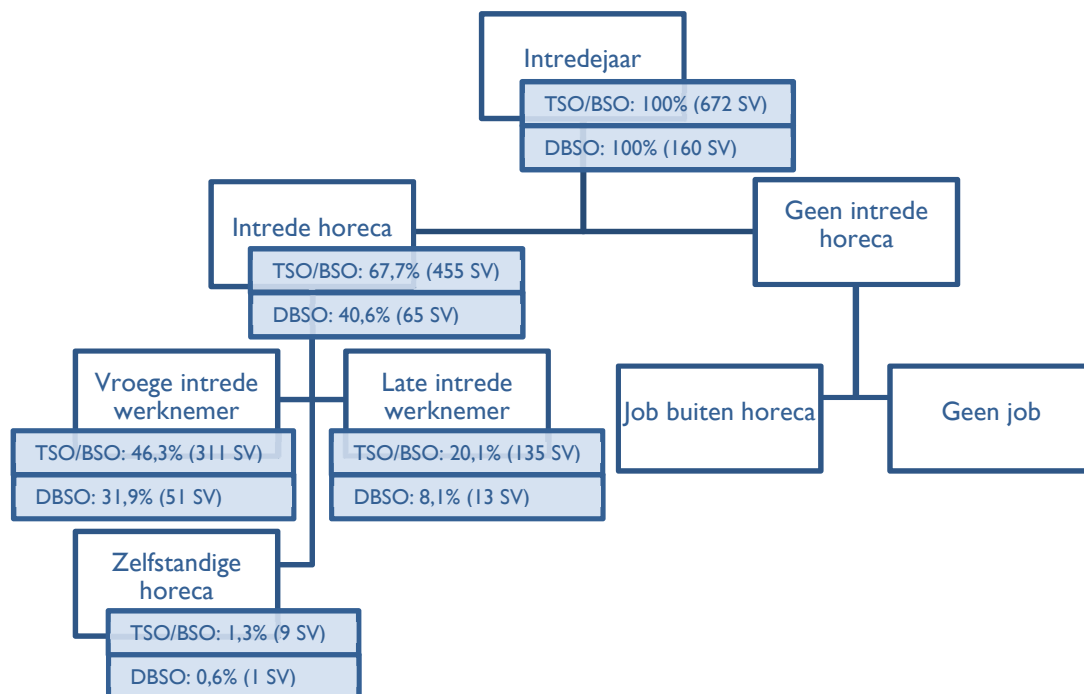 Intredejaar
TSO/BSO: 100% (672 SV)
DBSO: 100% (160 SV)
Intrede horeca
TSO/BSO: 67,7% (455 SV)
DBSO: 40,6% (65 SV)
Geen intrede
horeca
Vroege intrede
werknemer
TSO/BSO: 46,3% (311 SV)
DBSO: 31,9% (51 SV)
Late intrede
werknemer
TSO/BSO: 20,1% (135 SV)
DBSO: 8,1% (13 SV)
Job buiten horeca
Geen job
Zelfstandige
horeca
TSO/BSO: 1,3% (9 SV)
DBSO: 0,6% (1 SV)